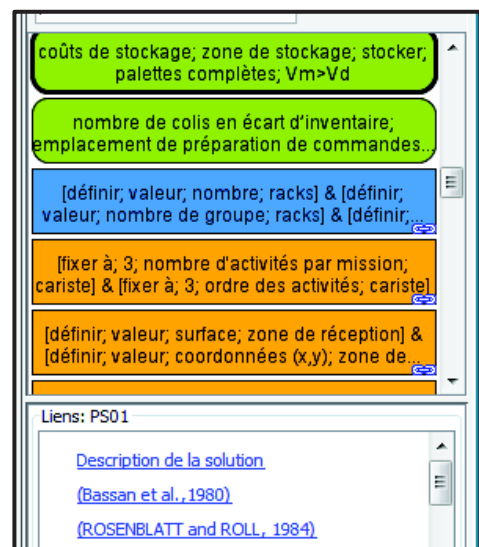 coûts de stockage; zone de stockage; stocker;
palettes complètes; Vm>Vd
nombre de colis en écart d'inventaire;
emplacement de préparation de commandes...
[définir; valeur; nombre; racks] & [définir;
valeur; nombre de groupe; racks] & [définir;...
[fixer à; 3; nombre d'activités par mission;
cariste] & [fixer à; 3; ordre des activités; cariste]
[définir; valeur; surface; zone de réception] &
[définir; valeur; coordonnées (x,y); zone de...
Liens: PS01
Description de la solution
(Bassan et al.,1980)
(ROSENBLATT and ROLL, 1984)